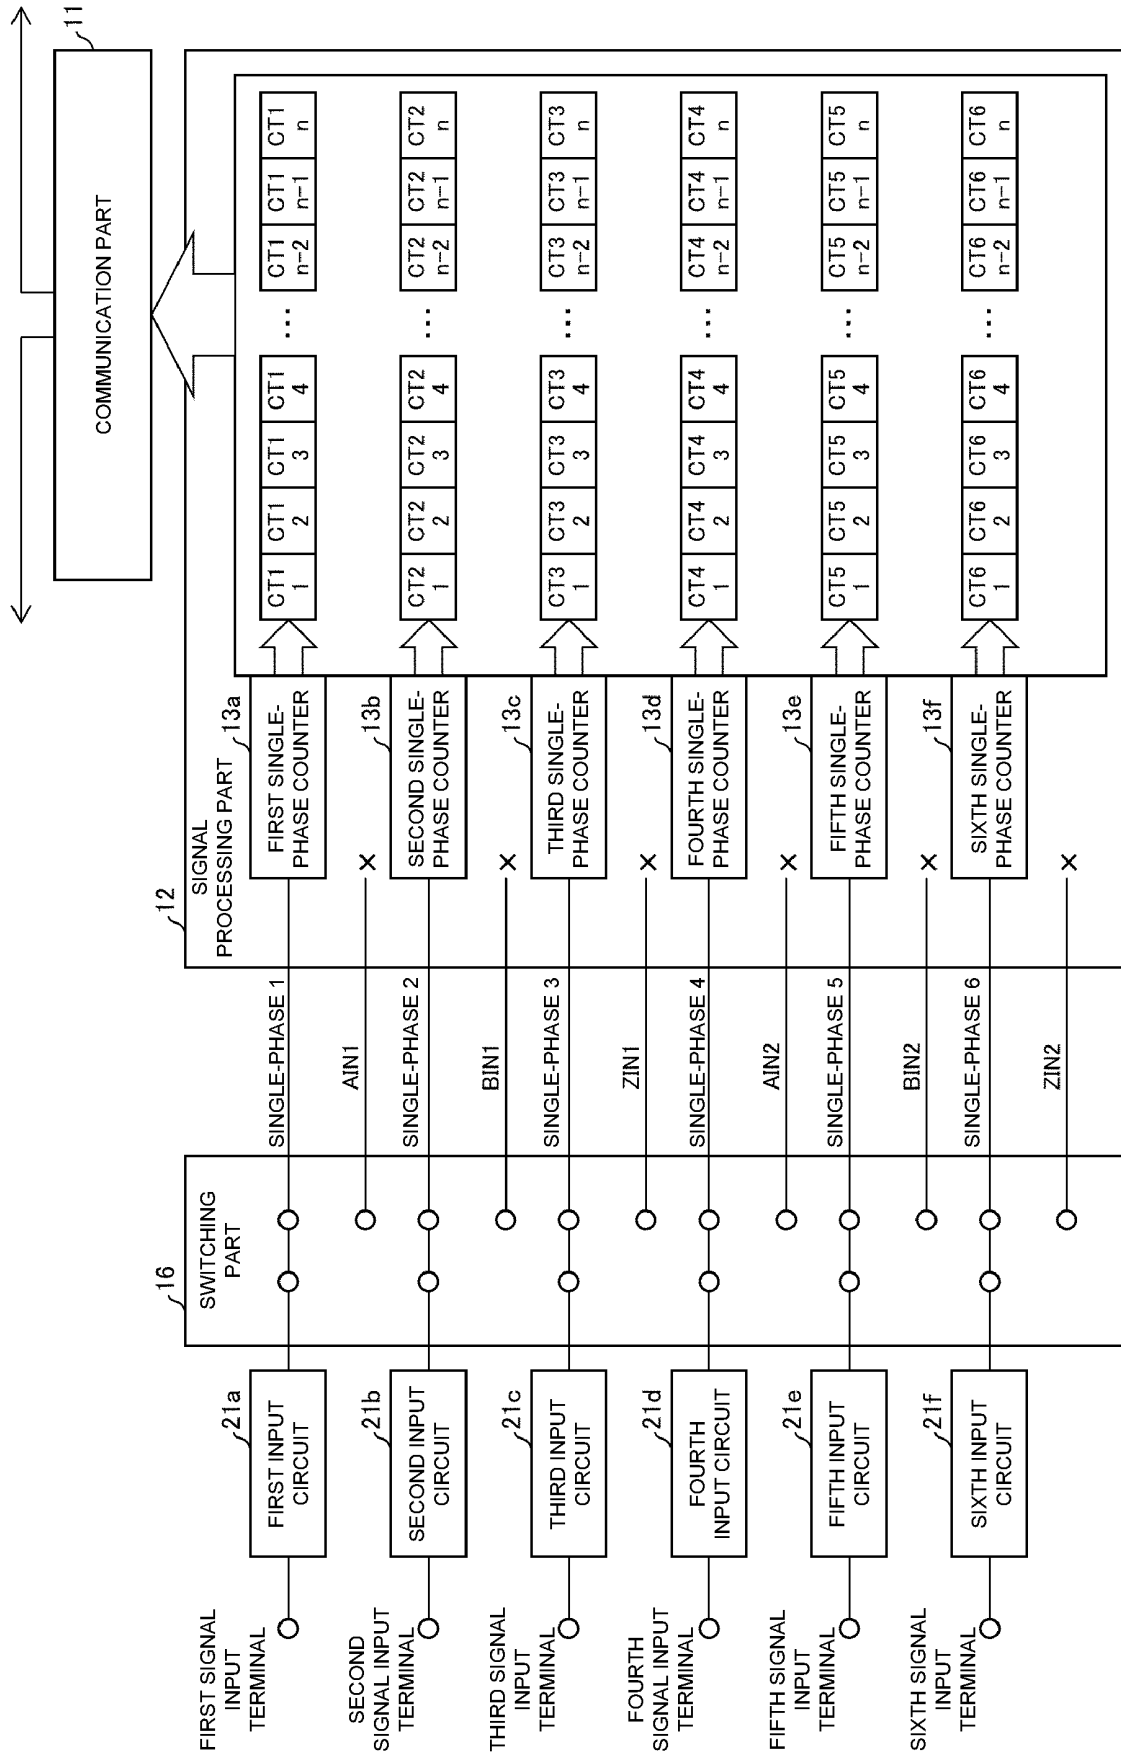 11
COMMUNICATION PART
12
SIGNAL
PROCESSING PART
16
SWITCHING
PART
FIRST SIGNAL
INPUT
TERMINAL
21a
FIRST INPUT
CIRCUIT
SINGLE-PHASE 1
13a
FIRST SINGLE-
PHASE COUNTER
CT1 CT1 CT1 CT1 ... CT1 CT1 CT1
1 2 3 4 n-2 n-1 n
AIN1
SECOND
SIGNAL INPUT
TERMINAL
21b
SECOND INPUT
CIRCUIT
SINGLE-PHASE 2
13b
SECOND SINGLE-
PHASE COUNTER
CT2 CT2 CT2 CT2 ... CT2 CT2 CT2
1 2 3 4 n-2 n-1 n
BIN1
THIRD SIGNAL
INPUT
TERMINAL
21c
THIRD INPUT
CIRCUIT
SINGLE-PHASE 3
13c
THIRD SINGLE-
PHASE COUNTER
CT3 CT3 CT3 CT3 ... CT3 CT3 CT3
1 2 3 4 n-2 n-1 n
ZIN1
FOURTH
SIGNAL INPUT
TERMINAL
21d
FOURTH
INPUT CIRCUIT
SINGLE-PHASE 4
13d
FOURTH SINGLE-
PHASE COUNTER
CT4 CT4 CT4 CT4 ... CT4 CT4 CT4
1 2 3 4 n-2 n-1 n
AIN2
FIFTH SIGNAL
INPUT
TERMINAL
21e
FIFTH INPUT
CIRCUIT
SINGLE-PHASE 5
13e
FIFTH SINGLE-
PHASE COUNTER
CT5 CT5 CT5 CT5 ... CT5 CT5 CT5
1 2 3 4 n-2 n-1 n
BIN2
SIXTH SIGNAL
INPUT
TERMINAL
21f
SIXTH INPUT
CIRCUIT
SINGLE-PHASE 6
13f
SIXTH SINGLE-
PHASE COUNTER
CT6 CT6 CT6 CT6 ... CT6 CT6 CT6
1 2 3 4 n-2 n-1 n
ZIN2